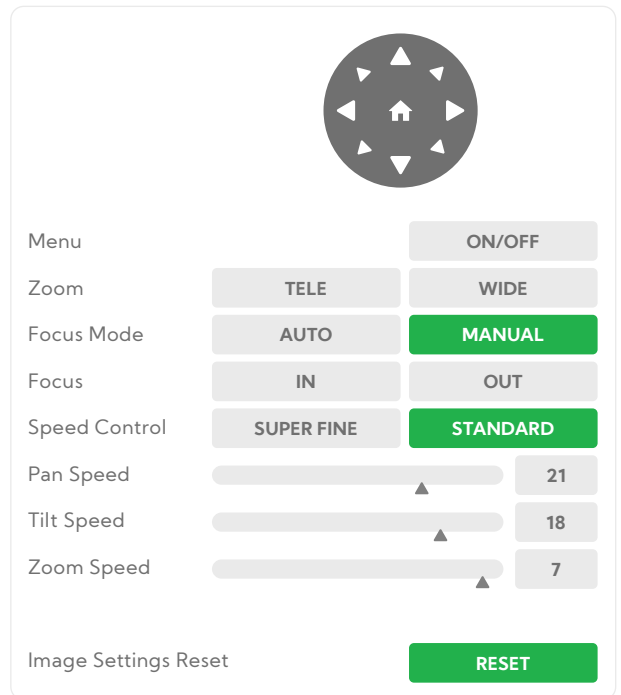 Menu ON/OFF
Zoom TELE WIDE
Focus Mode AUTO MANUAL
Focus IN OUT
Speed Control SUPER FINE STANDARD
Pan Speed 21
Tilt Speed 18
Zoom Speed 7
Image Settings Reset RESET